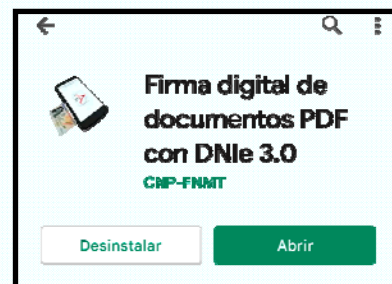 Firma digital de
documentos PDF
con DNIe 3.0
CNP-FNMT
Desinstalar
Abrir